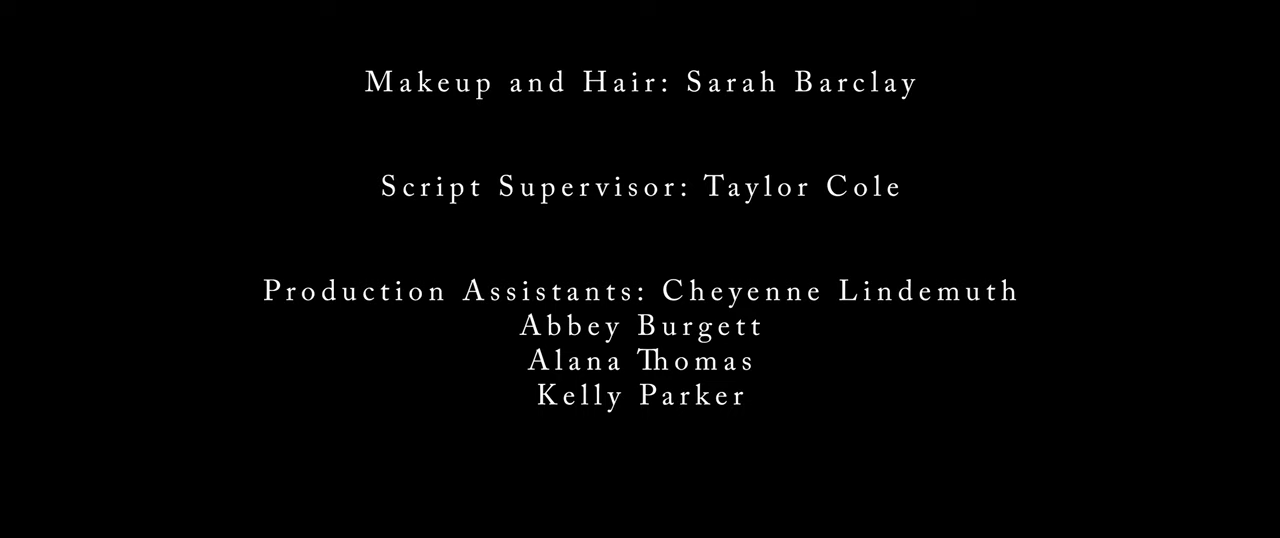 Makeup and Hair: Sarah Barclay
Script Supervisor: Taylor Cole
Production Assistants: Cheyenne Lindemuth
Abbey Burgett
Alana Thomas
Kelly Parker